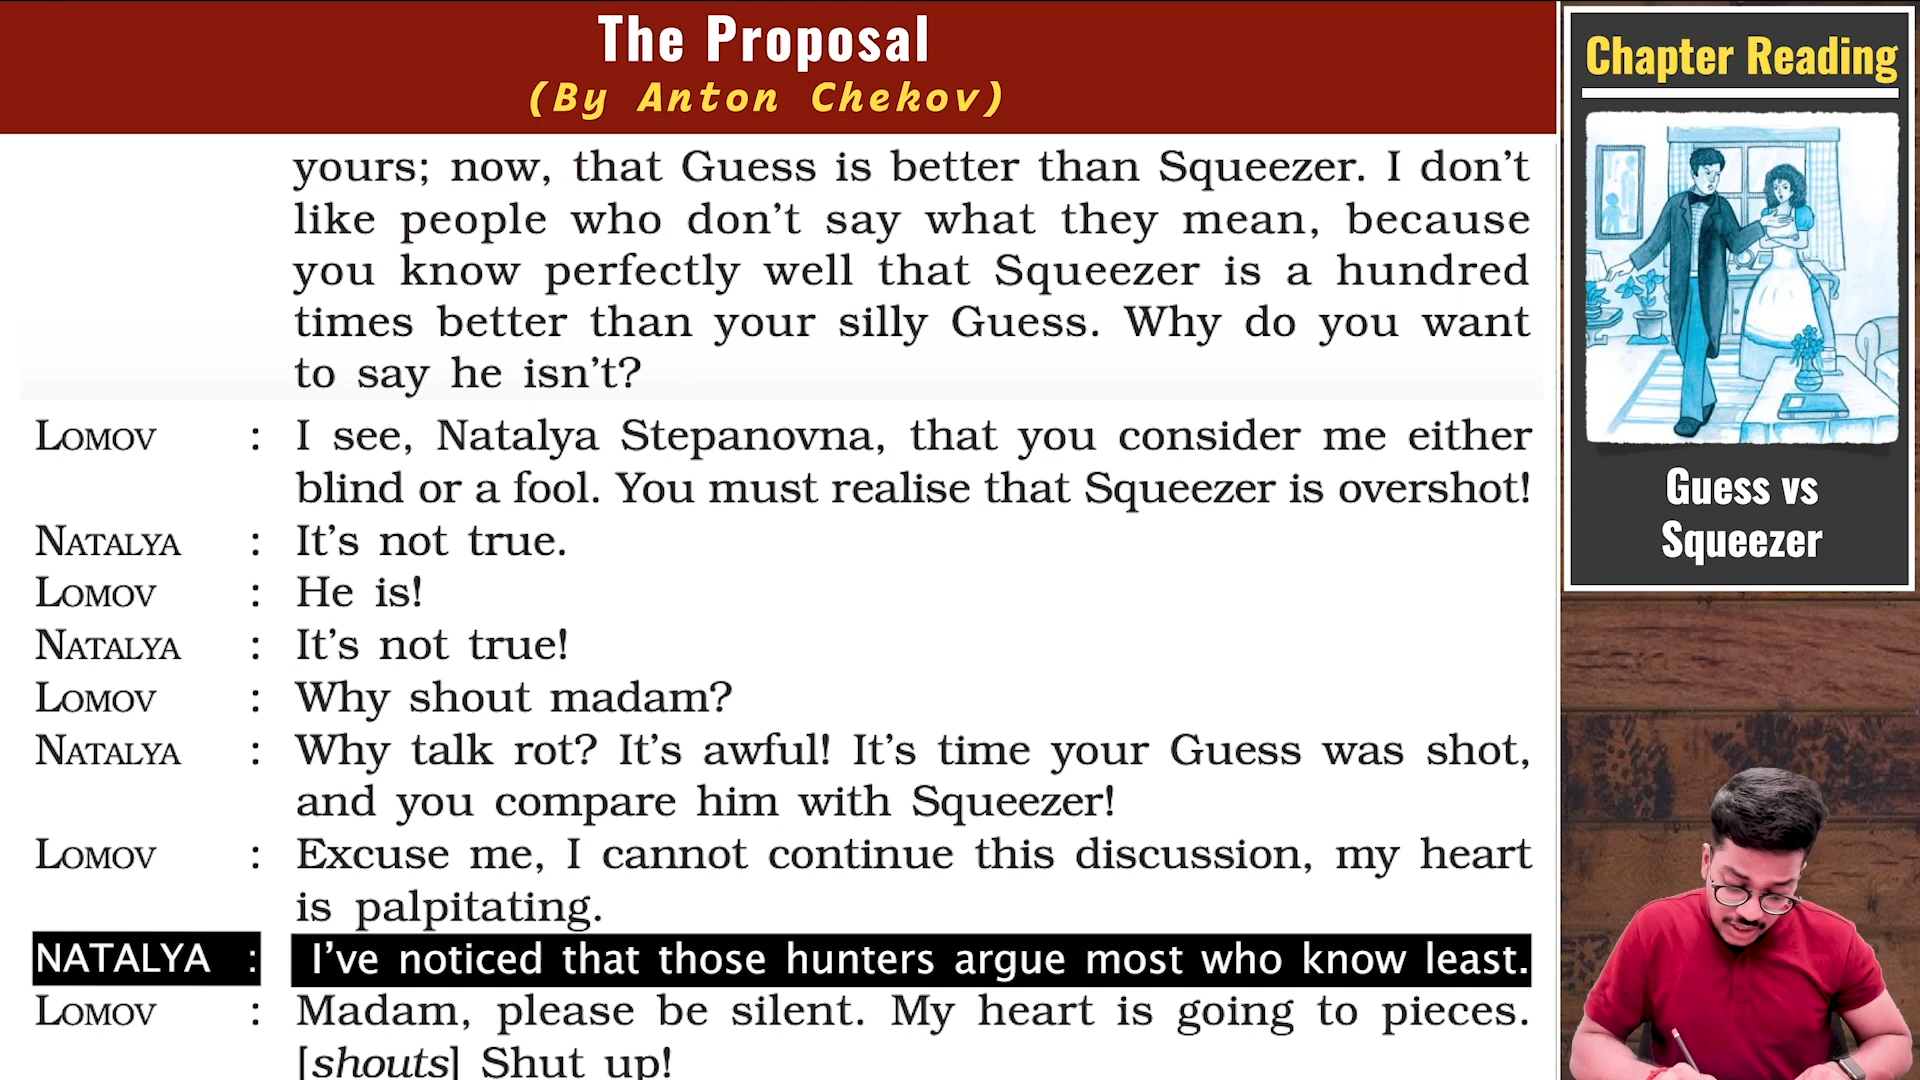 The Proposal
(By Anton Chekov)
yours; now, that Guess is better than Squeezer. I don't
like people who don't say what they mean, because
you know perfectly well that Squeezer is a hundred
times better than your silly Guess. Why do you want
to say he isn't?
LOMOV : I see, Natalya Stepanovna, that you consider me either
blind or a fool. You must realise that Squeezer is overshot!
NATALYA : It's not true.
LOMOV : He is!
NATALYA : It's not true!
LOMOV : Why shout madam?
NATALYA : Why talk rot? It's awful! It's time your Guess was shot,
and you compare him with Squeezer!
LOMOV : Excuse me, I cannot continue this discussion, my heart
is palpitating.
NATALYA : I've noticed that those hunters argue most who know least.
LOMOV : Madam, please be silent. My heart is going to pieces.
[shouts] Shut up!
Chapter Reading
Guess vs
Squeezer